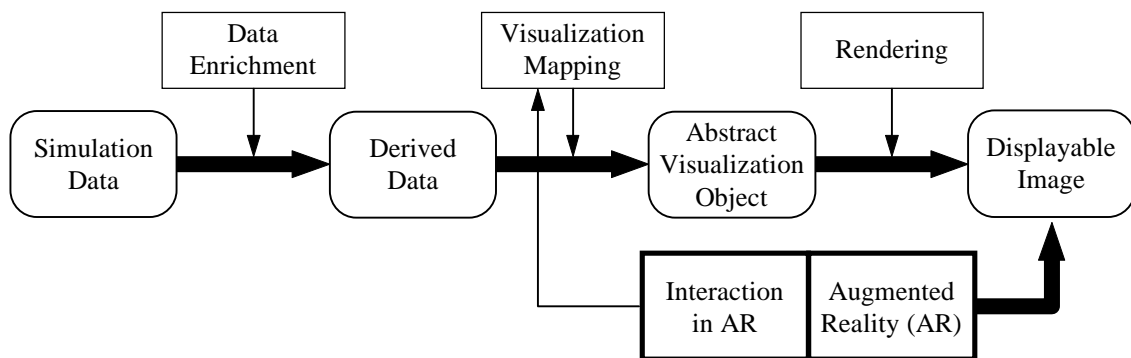 Data
Enrichment
Visualization
Mapping
Rendering
Simulation
Data
Derived
Data
Abstract
Visualization
Object
Displayable
Image
Interaction
in AR
Augmented
Reality (AR)